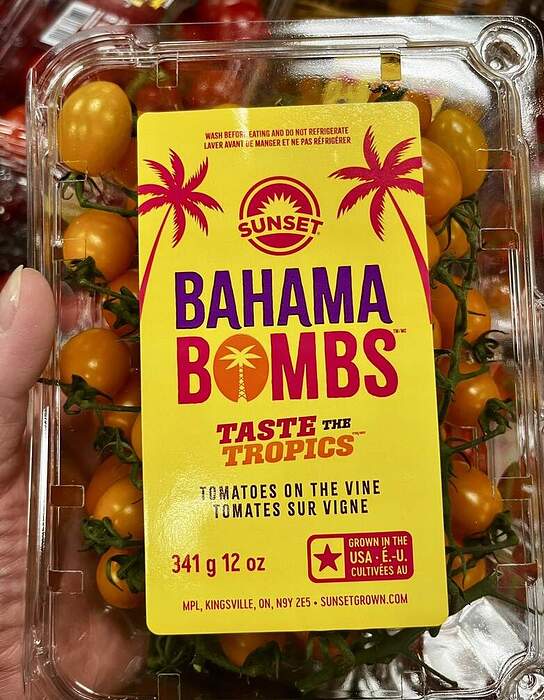 WASH BEFORE EATING AND DO NOT REFRIGERATE
LAVER AVANT DE MANGER ET NE PAS RÉFRIGÉRER
SUNSET
BAHAMA
BOMBS™/MC
TASTE THE
TROPICS
TOMATOES ON THE VINE
TOMATES SUR VIGNE
341 g 12 oz
GROWN IN THE
USA · É.-U.
CULTIVÉES AU
MPL, KINGSVILLE, ON, N9Y 2E5 • SUNSETGROWN.COM